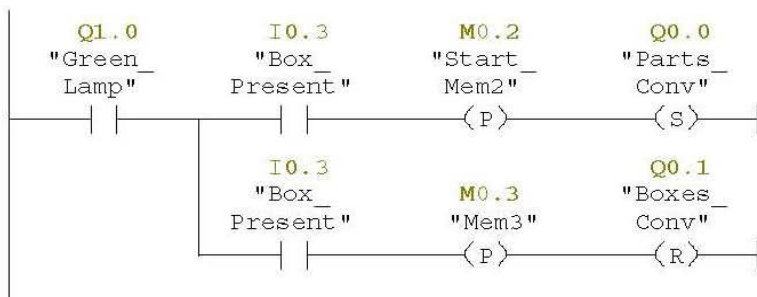 Q1.0 I0.3 M0.2 Q0.0
"Green_ "Box_ "Start_ "Parts_
Lamp" Present" Mem2" Conv"
(P) (S)
I0.3 Q0.1
"Box_ M0.3 "Boxes_
Present" "Mem3" Conv"
(P) (R)